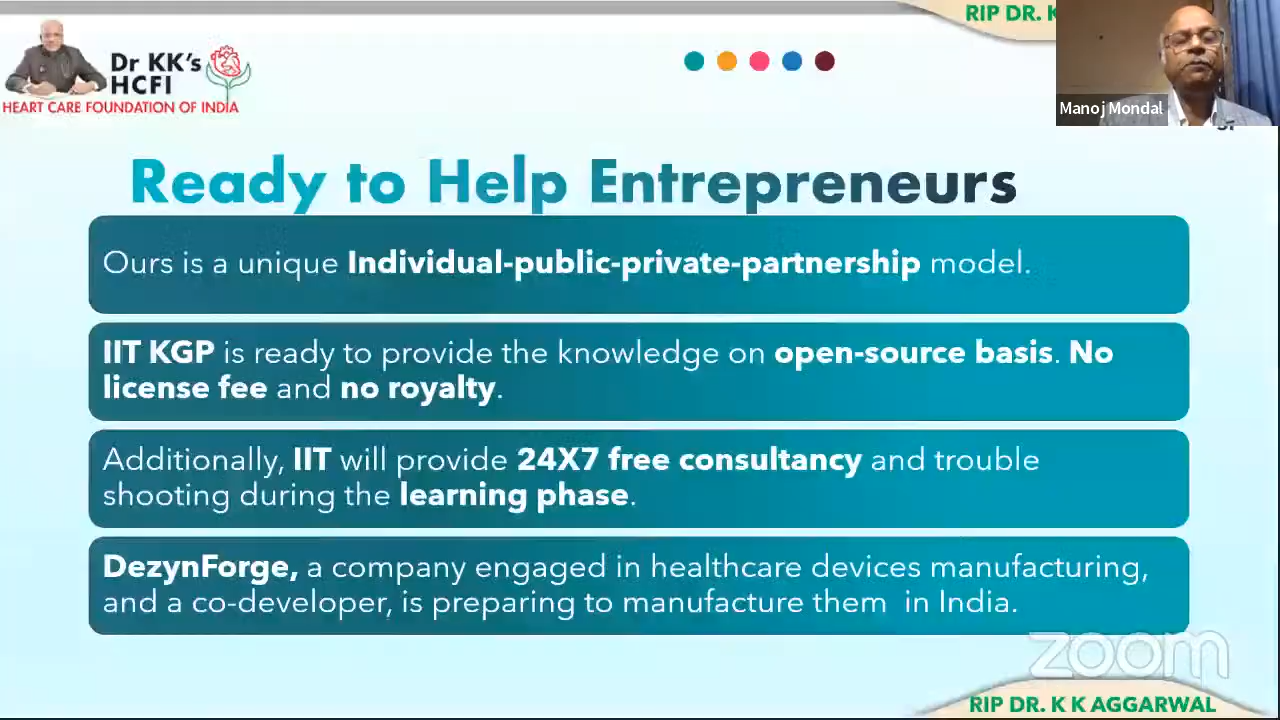 RIP DR. K
Dr KK's
HCFI
HEART CARE FOUNDATION OF INDIA
Manoj Mondal
Ready to Help Entrepreneurs
Ours is a unique Individual-public-private-partnership model.
IIT KGP is ready to provide the knowledge on open-source basis. No
license fee and no royalty.
Additionally, IIT will provide 24X7 free consultancy and trouble
shooting during the learning phase.
DezynForge, a company engaged in healthcare devices manufacturing,
and a co-developer, is preparing to manufacture them in India.
zoom
RIP DR. K K AGGARWAL